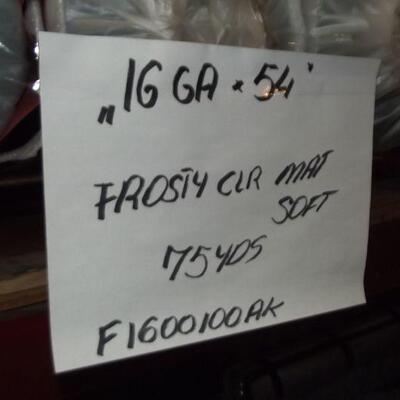 „16 GA × 54"
FROSTY CLR MAT
SOFT
75YDS
F1600100AK